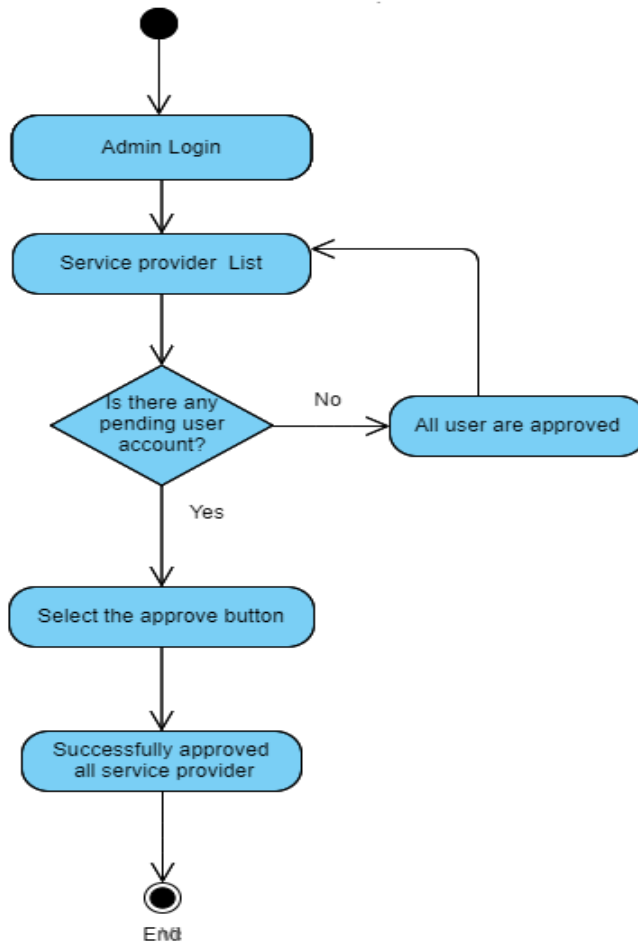 Admin Login
Service provider  List
Is there any
pending user
account?
No
All user are approved
Yes
Select the approve button
Successfully approved
all service provider